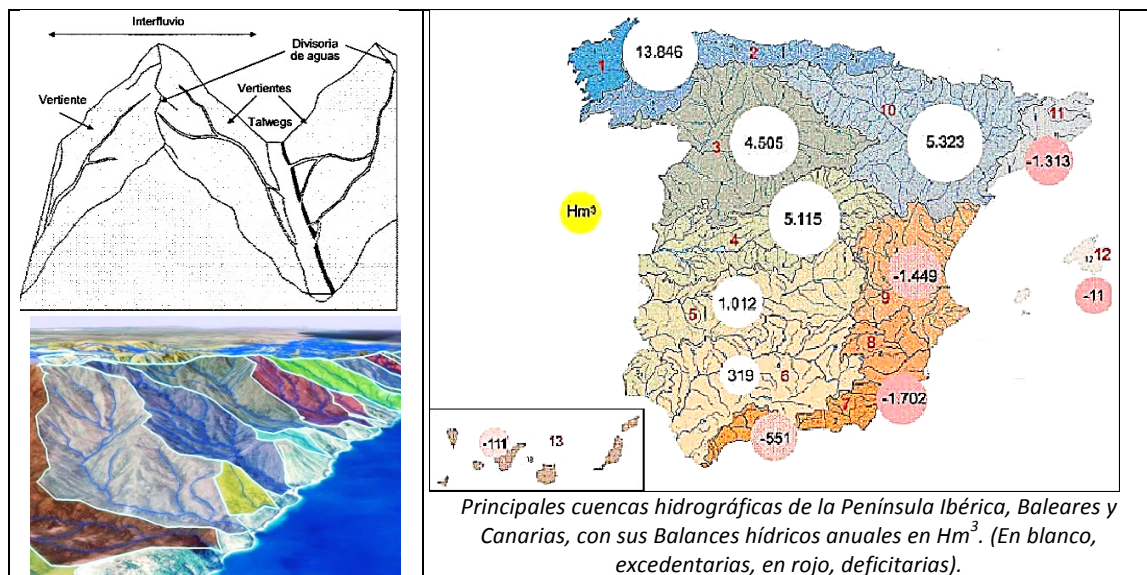 Interfluvio
Divisoria
de aguas
Vertiente
Vertientes
Talwegs
13.846
1
2
10
11
4.505
5.323
3
-1.313
Hm³
5.115
4
12
12
-1.449
-11
1.012
9
5
8
319
6
-1.702
7
-551
-111
13
Principales cuencas hidrográficas de la Península Ibérica, Baleares y
Canarias, con sus Balances hídricos anuales en Hm³. (En blanco,
excedentarias, en rojo, deficitarias).